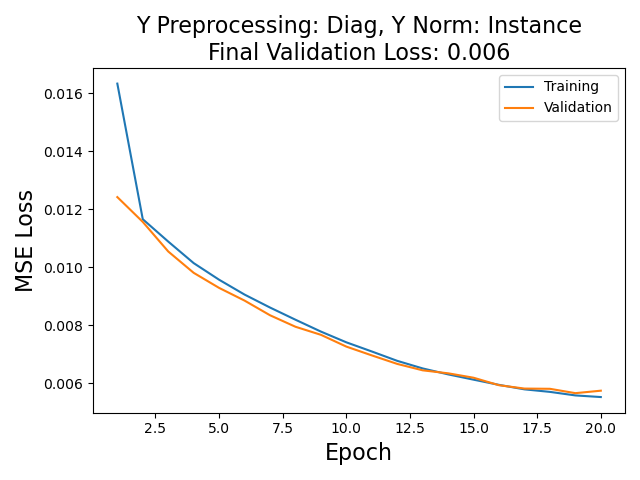 Y Preprocessing: Diag, Y Norm: Instance
Final Validation Loss: 0.006
Training
Validation
0.016
0.014
0.012
0.010
0.008
0.006
MSE Loss
2.5 5.0 7.5 10.0 12.5 15.0 17.5 20.0
Epoch